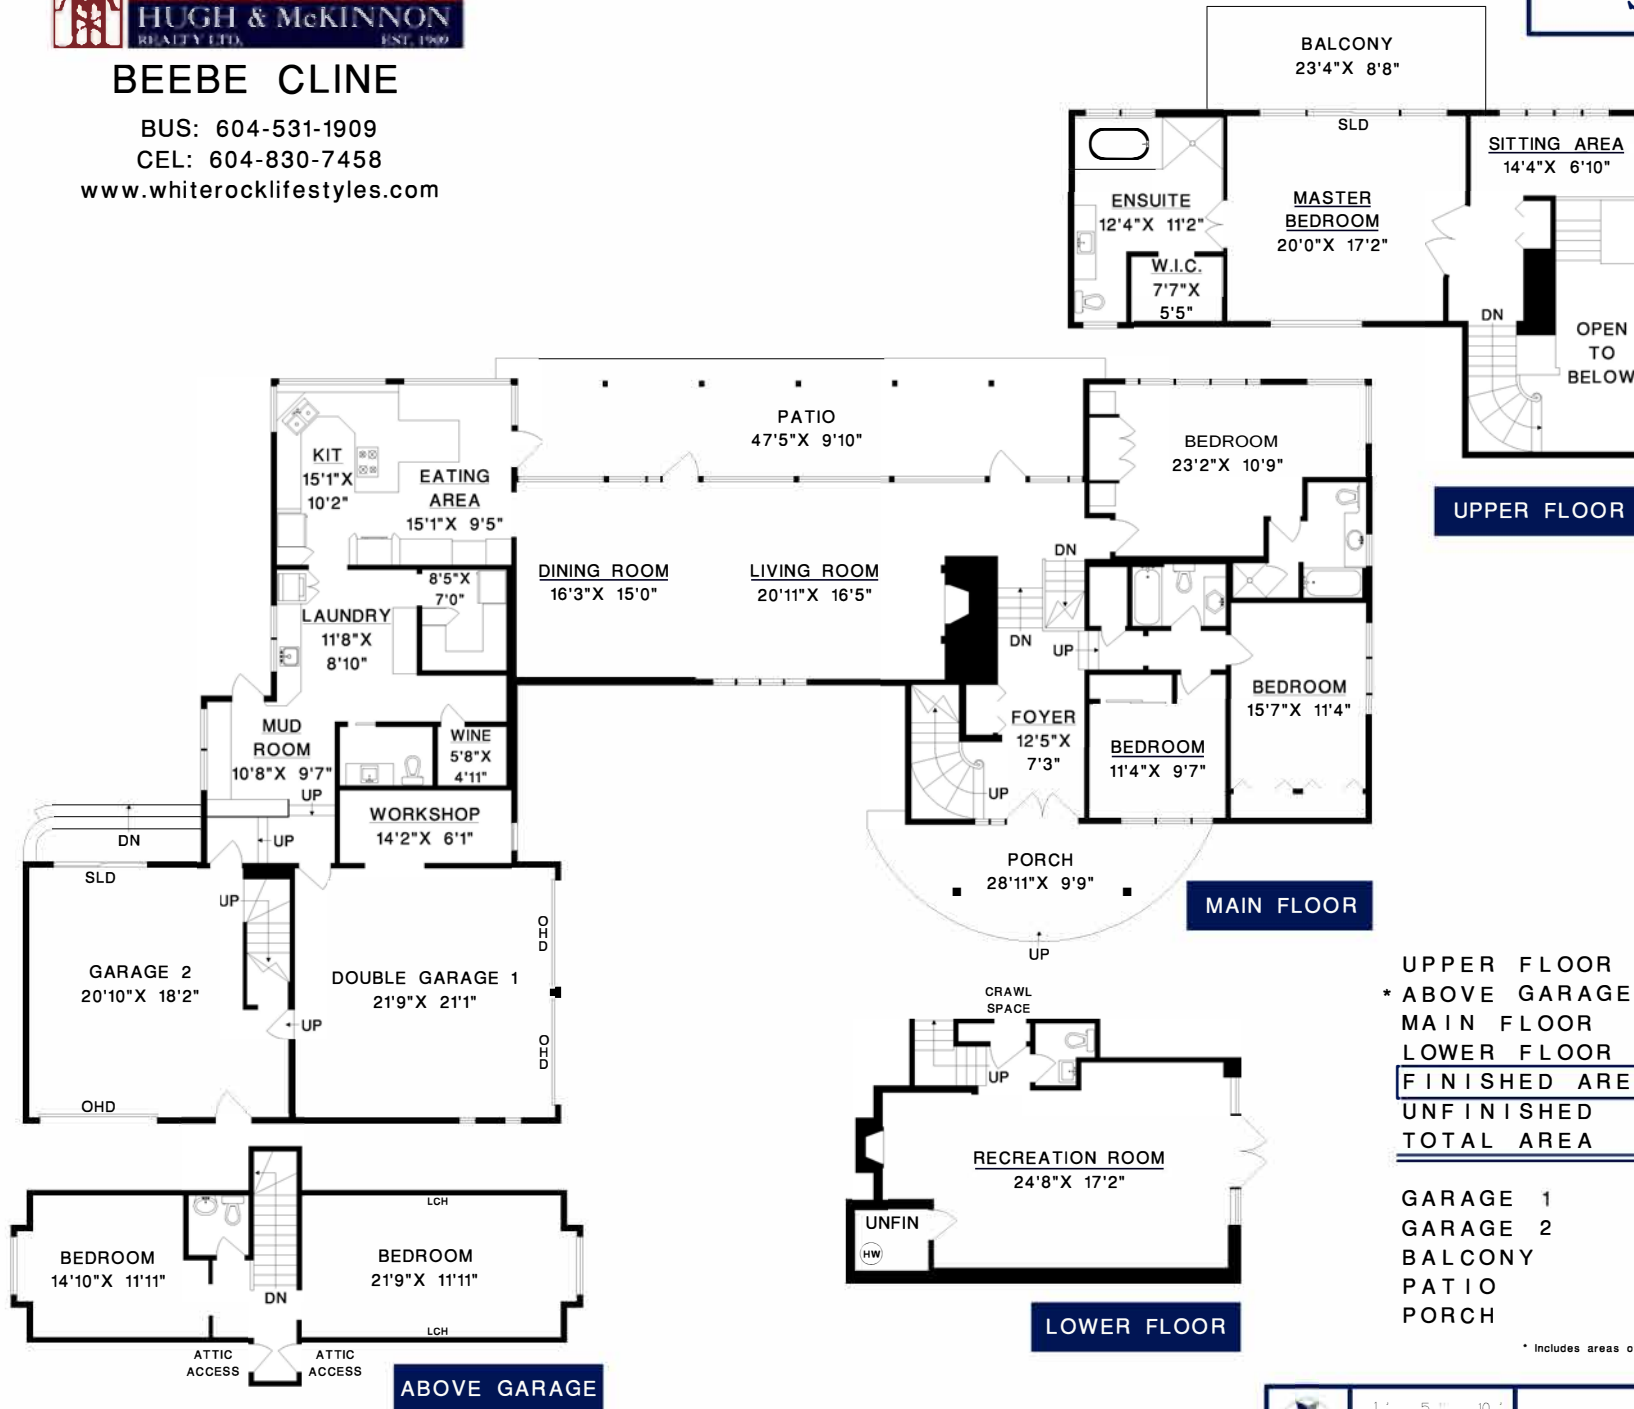 HUGH & McKINNON
REALTY LTD. EST. 1909
BEEBE CLINE
BUS: 604-531-1909
CEL: 604-830-7458
www.whiterocklifestyles.com
BALCONY
23'4"X 8'8"
SLD
SITTING AREA
14'4"X 6'10"
ENSUITE
12'4"X 11'2"
MASTER
BEDROOM
20'0"X 17'2"
W.I.C.
7'7"X
5'5"
DN
OPEN
TO
BELOW
UPPER FLOOR
PATIO
47'5"X 9'10"
KIT
15'1"X
10'2"
EATING
AREA
15'1"X 9'5"
BEDROOM
23'2"X 10'9"
DINING ROOM
16'3"X 15'0"
LIVING ROOM
20'11"X 16'5"
DN
DN
UP
8'5"X
7'0"
LAUNDRY
11'8"X
8'10"
MUD
ROOM
10'8"X 9'7"
UP
WINE
5'8"X
4'11"
FOYER
12'5"X
7'3"
UP
BEDROOM
11'4"X 9'7"
BEDROOM
15'7"X 11'4"
WORKSHOP
14'2"X 6'1"
DN
UP
SLD
UP
PORCH
28'11"X 9'9"
UP
MAIN FLOOR
GARAGE 2
20'10"X 18'2"
DOUBLE GARAGE 1
21'9"X 21'1"
OHD
OHD
UP
OHD
CRAWL
SPACE
UP
RECREATION ROOM
24'8"X 17'2"
UNFIN
HW
LOWER FLOOR
LCH
BEDROOM
14'10"X 11'11"
BEDROOM
21'9"X 11'11"
DN
LCH
ATTIC
ACCESS
ATTIC
ACCESS
ABOVE GARAGE
UPPER FLOOR
* ABOVE GARAGE
MAIN FLOOR
LOWER FLOOR
FINISHED ARE
UNFINISHED
TOTAL AREA
GARAGE 1
GARAGE 2
BALCONY
PATIO
PORCH
* Includes areas o